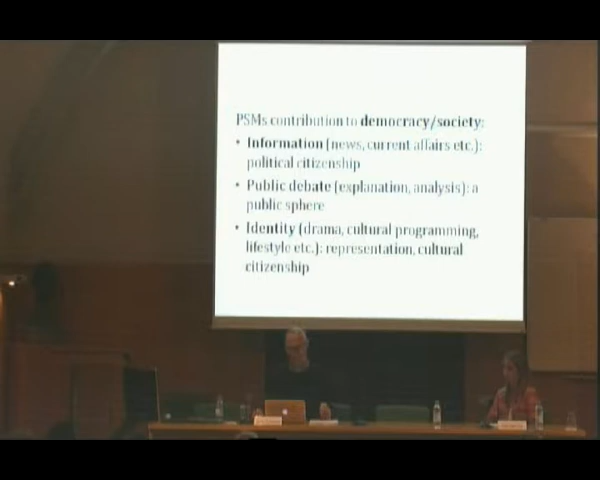 PSMs contribution to democracy/society:
• Information (news, current affairs etc.):
political citizenship
• Public debate (explanation, analysis): a
public sphere
• Identity (drama, cultural programming,
lifestyle etc.): representation, cultural
citizenship